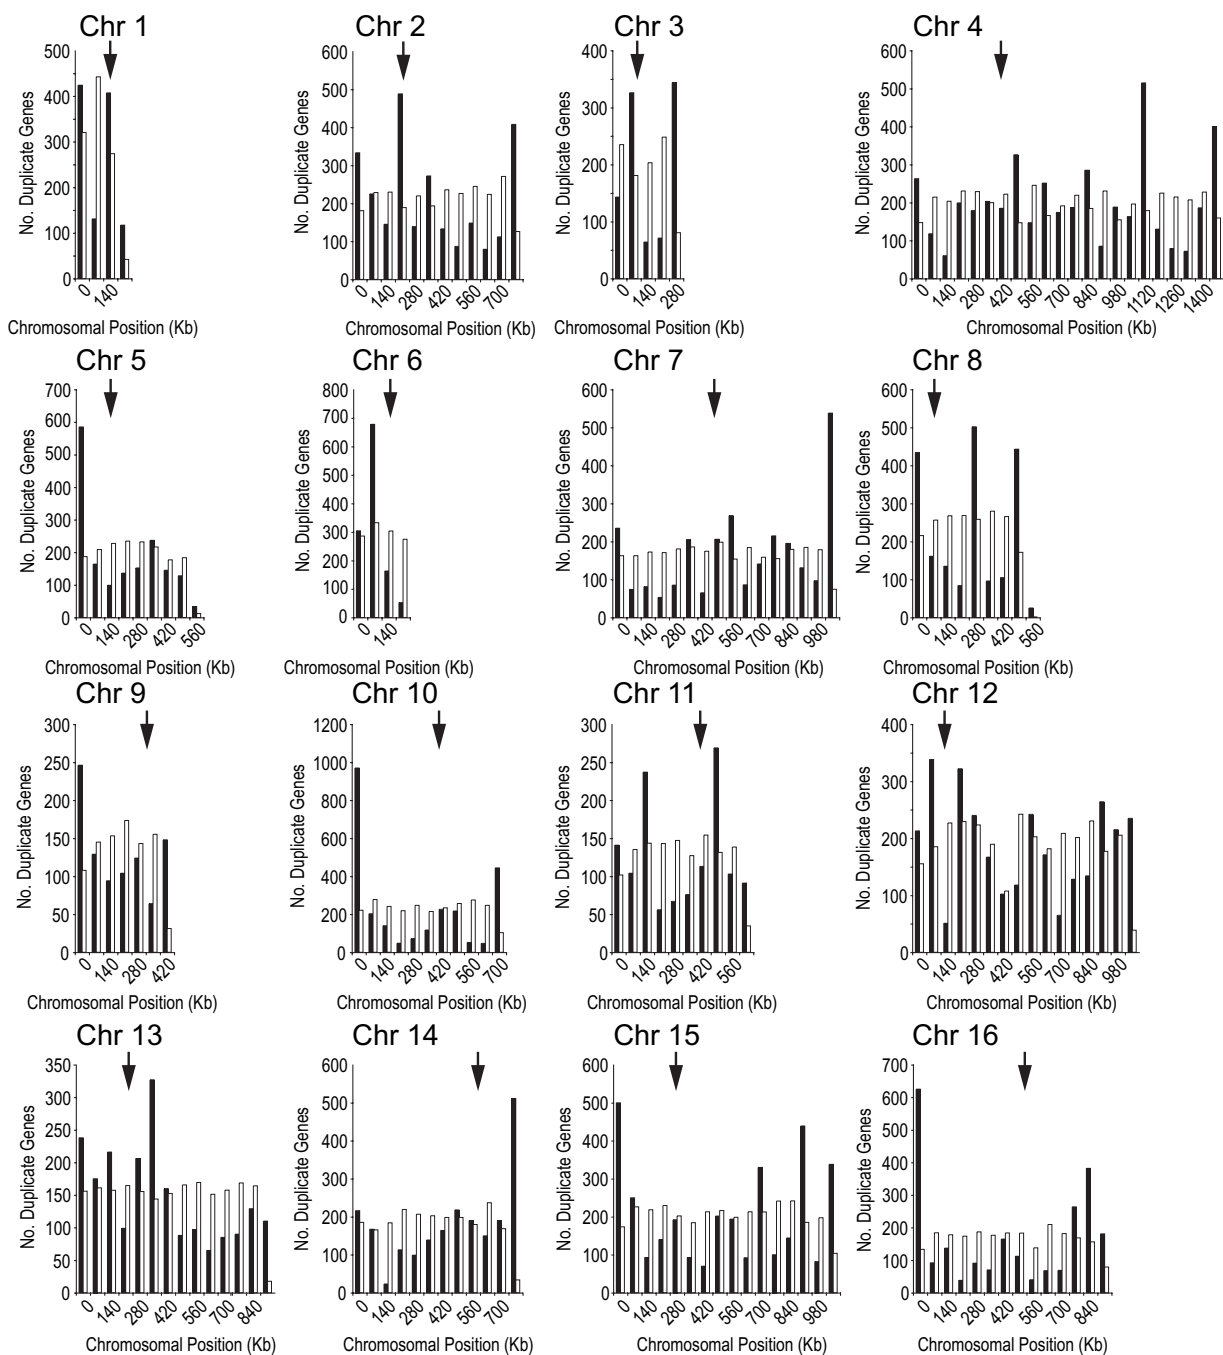 Chr 1
No. Duplicate Genes
500
400
300
200
100
0
0 140
Chromosomal Position (Kb)
Chr 2
No. Duplicate Genes
600
500
400
300
200
100
0
0 140 280 420 560 700
Chromosomal Position (Kb)
Chr 3
No. Duplicate Genes
400
300
200
100
0
0 140 280
Chromosomal Position (Kb)
Chr 4
No. Duplicate Genes
600
500
400
300
200
100
0
0 140 280 420 560 700 840 980 1120 1260 1400
Chromosomal Position (Kb)
Chr 5
No. Duplicate Genes
700
600
500
400
300
200
100
0
0 140 280 420 560
Chromosomal Position (Kb)
Chr 6
No. Duplicate Genes
800
700
600
500
400
300
200
100
0
0 140
Chromosomal Position (Kb)
Chr 7
No. Duplicate Genes
600
500
400
300
200
100
0
0 140 280 420 560 700 840 980
Chromosomal Position (Kb)
Chr 8
No. Duplicate Genes
600
500
400
300
200
100
0
0 140 280 420 560
Chromosomal Position (Kb)
Chr 9
No. Duplicate Genes
300
250
200
150
100
50
0
0 140 280 420
Chromosomal Position (Kb)
Chr 10
No. Duplicate Genes
1200
1000
800
600
400
200
0
0 140 280 420 560 700
Chromosomal Position (Kb)
Chr 11
No. Duplicate Genes
300
250
200
150
100
50
0
0 140 280 420 560
Chromosomal Position (Kb)
Chr 12
No. Duplicate Genes
400
300
200
100
0
0 140 280 420 560 700 840 980
Chromosomal Position (Kb)
Chr 13
No. Duplicate Genes
350
300
250
200
150
100
50
0
0 140 280 420 560 700 840
Chromosomal Position (Kb)
Chr 14
No. Duplicate Genes
600
500
400
300
200
100
0
0 140 280 420 560 700
Chromosomal Position (Kb)
Chr 15
No. Duplicate Genes
600
500
400
300
200
100
0
0 140 280 420 560 700 840 980
Chromosomal Position (Kb)
Chr 16
No. Duplicate Genes
700
600
500
400
300
200
100
0
0 140 280 420 560 700 840
Chromosomal Position (Kb)